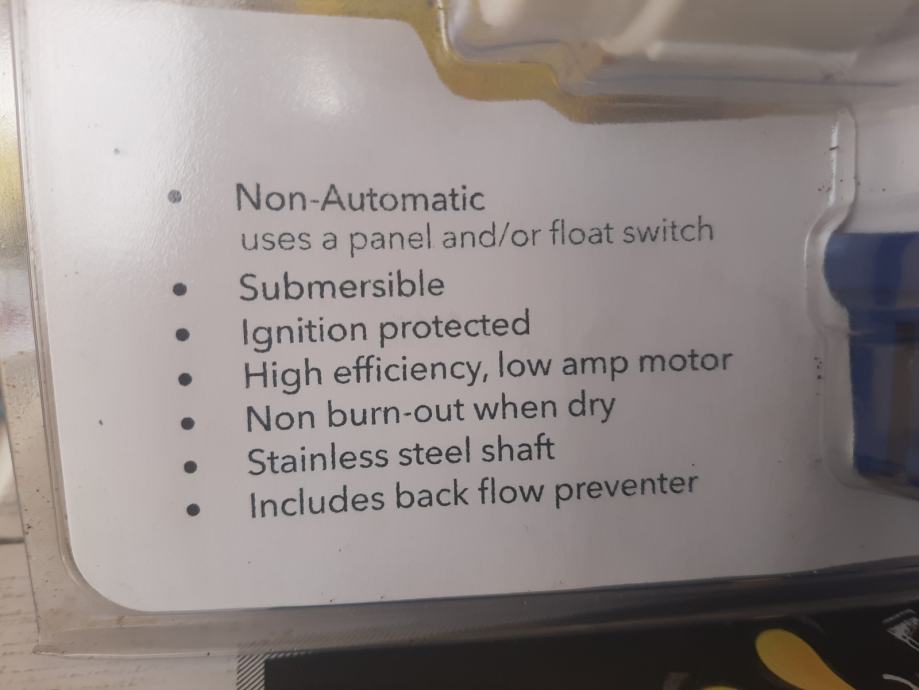 • Non-Automatic
uses a panel and/or float switch
• Submersible
• Ignition protected
• High efficiency, low amp motor
• Non burn-out when dry
• Stainless steel shaft
• Includes back flow preventer